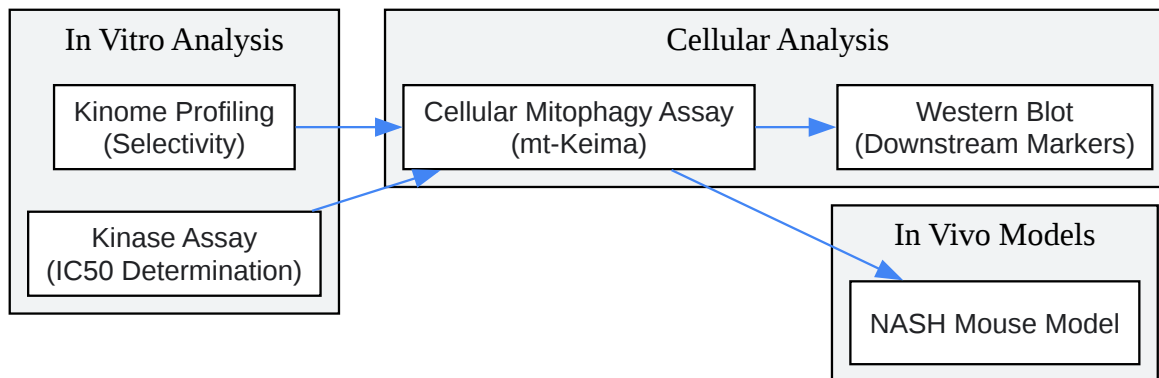 In Vitro Analysis
Kinome Profiling
(Selectivity)
Kinase Assay
(IC50 Determination)
Cellular Analysis
Cellular Mitophagy Assay
(mt-Keima)
Western Blot
(Downstream Markers)
In Vivo Models
NASH Mouse Model